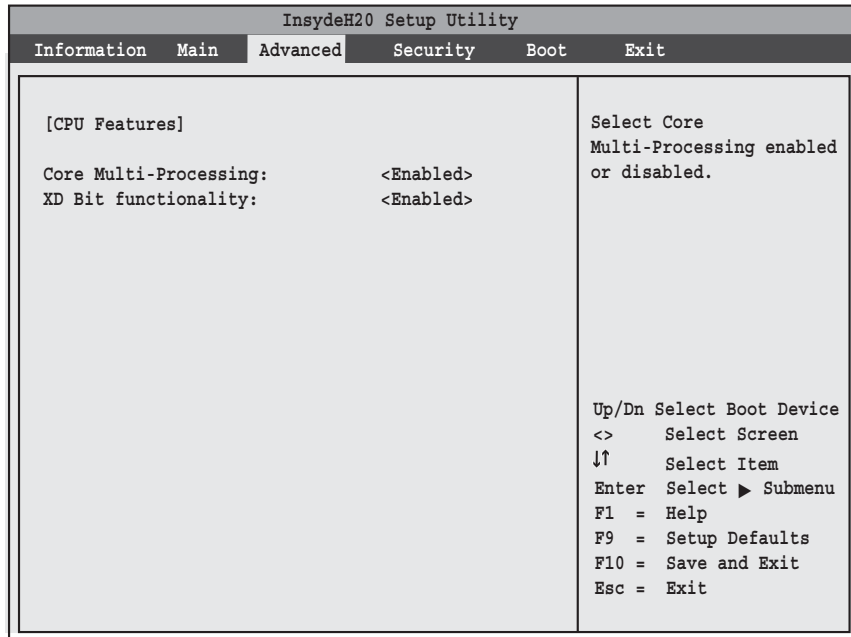 InsydeH20 Setup Utility
Information Main Advanced Security Boot Exit
[CPU Features]
Core Multi-Processing: <Enabled>
XD Bit functionality: <Enabled>
Select Core
Multi-Processing enabled
or disabled.
Up/Dn Select Boot Device
<> Select Screen
↓↑ Select Item
Enter Select ▶ Submenu
F1 = Help
F9 = Setup Defaults
F10 = Save and Exit
Esc = Exit